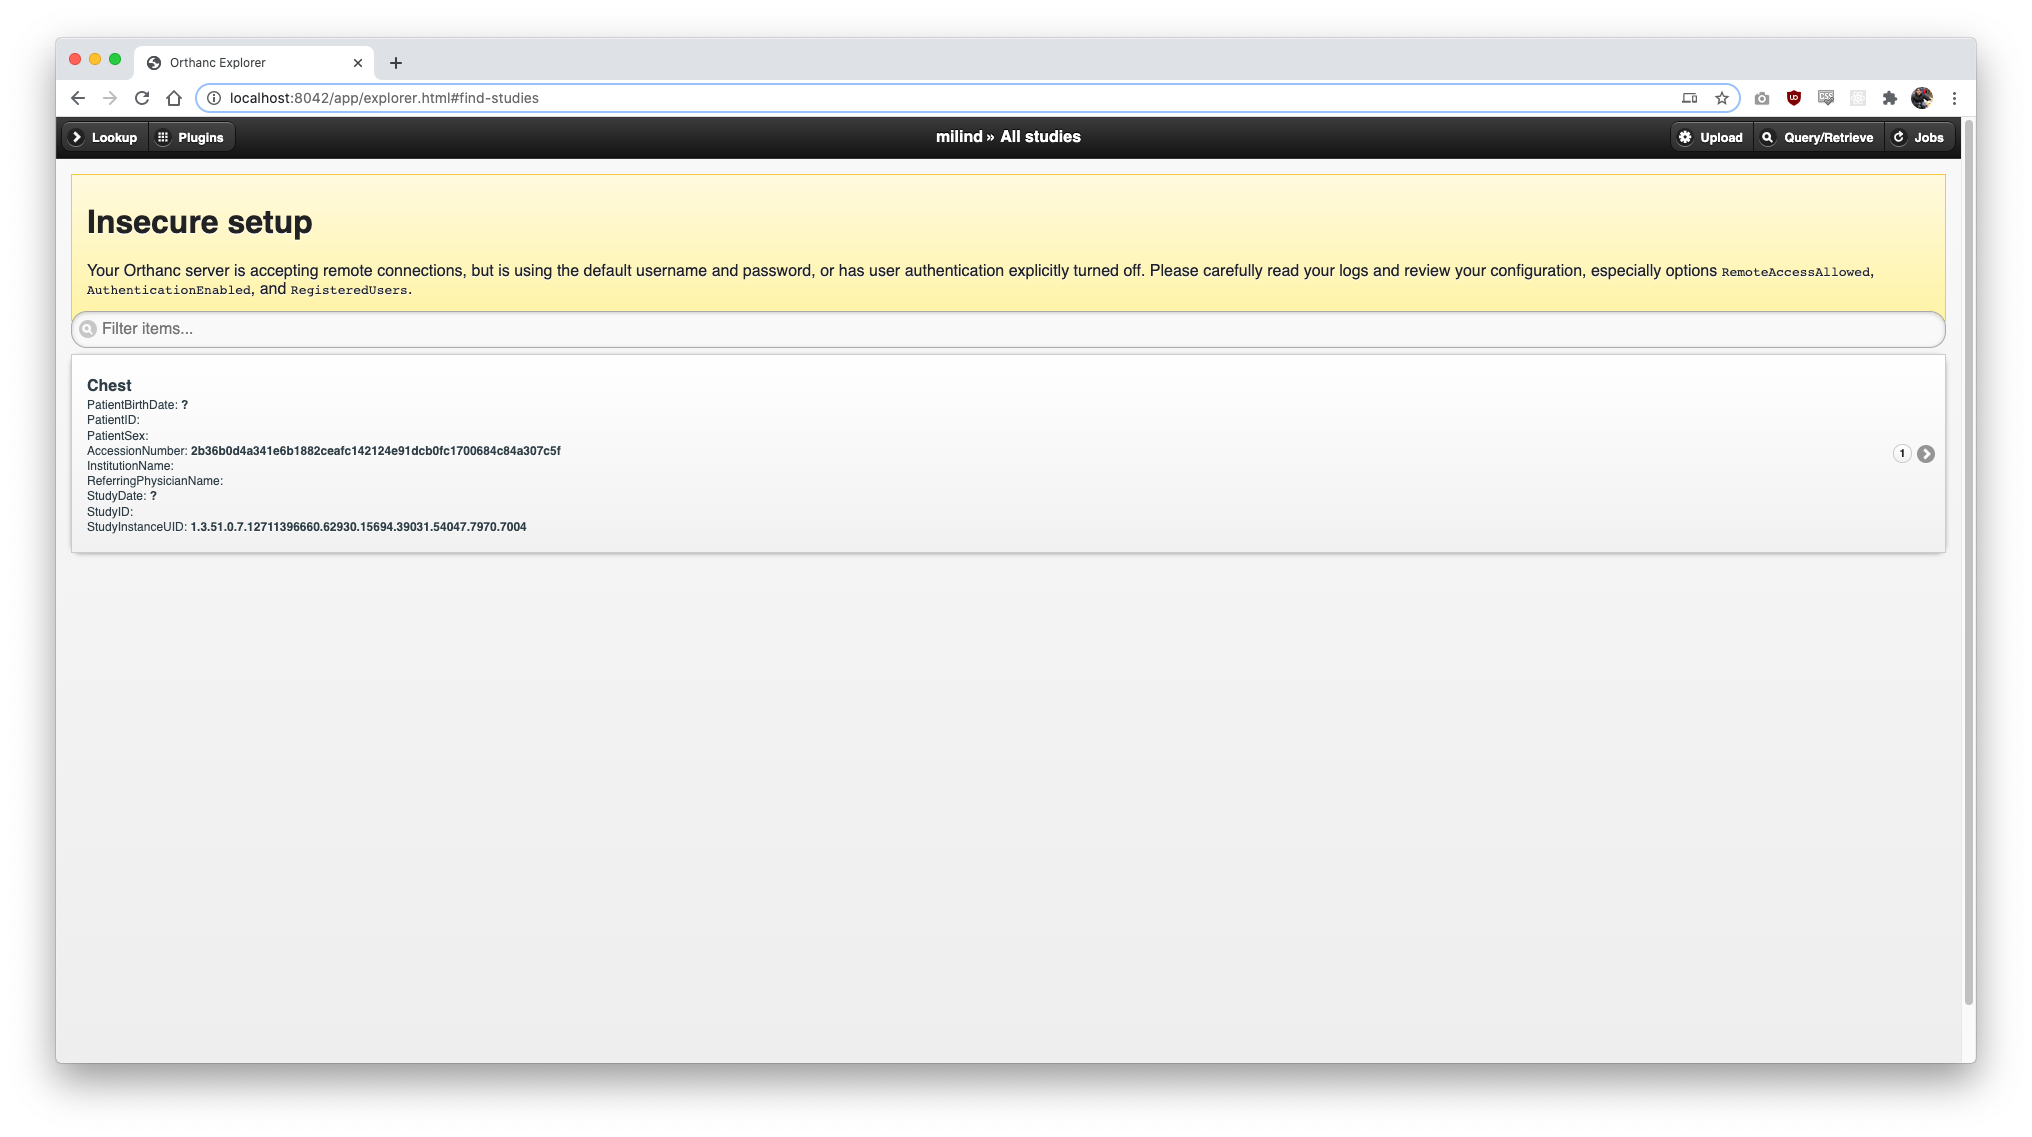 Orthanc Explorer
localhost:8042/app/explorer.html#find-studies
Lookup
Plugins
milind » All studies
Upload
Query/Retrieve
Jobs
Insecure setup
Your Orthanc server is accepting remote connections, but is using the default username and password, or has user authentication explicitly turned off. Please carefully read your logs and review your configuration, especially options RemoteAccessAllowed,
AuthenticationEnabled, and RegisteredUsers.
Filter items...
Chest
PatientBirthDate: ?
PatientID:
PatientSex:
AccessionNumber: 2b36b0d4a341e6b1882ceafc142124e91dcb0fc1700684c84a307c5f
1
InstitutionName:
ReferringPhysicianName:
StudyDate: ?
StudyID:
StudyInstanceUID: 1.3.51.0.7.12711396660.62930.15694.39031.54047.7970.7004